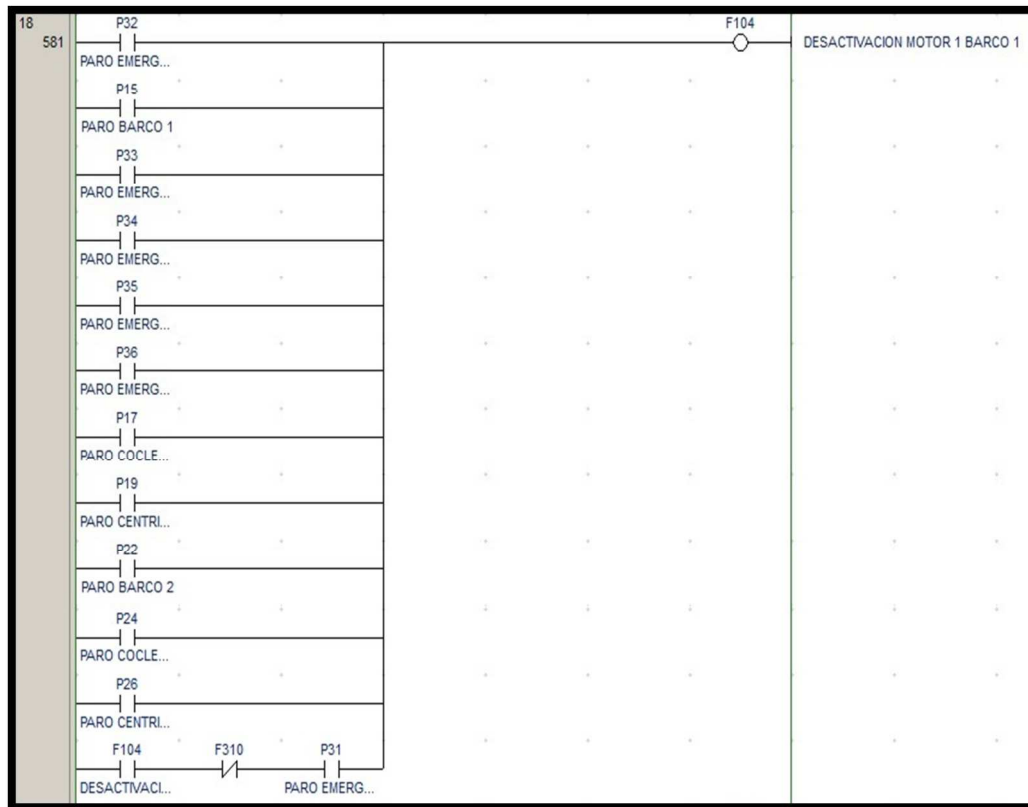 18 P32 F104
581 DESACTIVACION MOTOR 1 BARCO 1
PARO EMERG...
P15
PARO BARCO 1
P33
PARO EMERG...
P34
PARO EMERG...
P35
PARO EMERG...
P36
PARO EMERG...
P17
PARO COCLE...
P19
PARO CENTRI...
P22
PARO BARCO 2
P24
PARO COCLE...
P26
PARO CENTRI...
F104 F310 P31
DESACTIVACI... PARO EMERG...